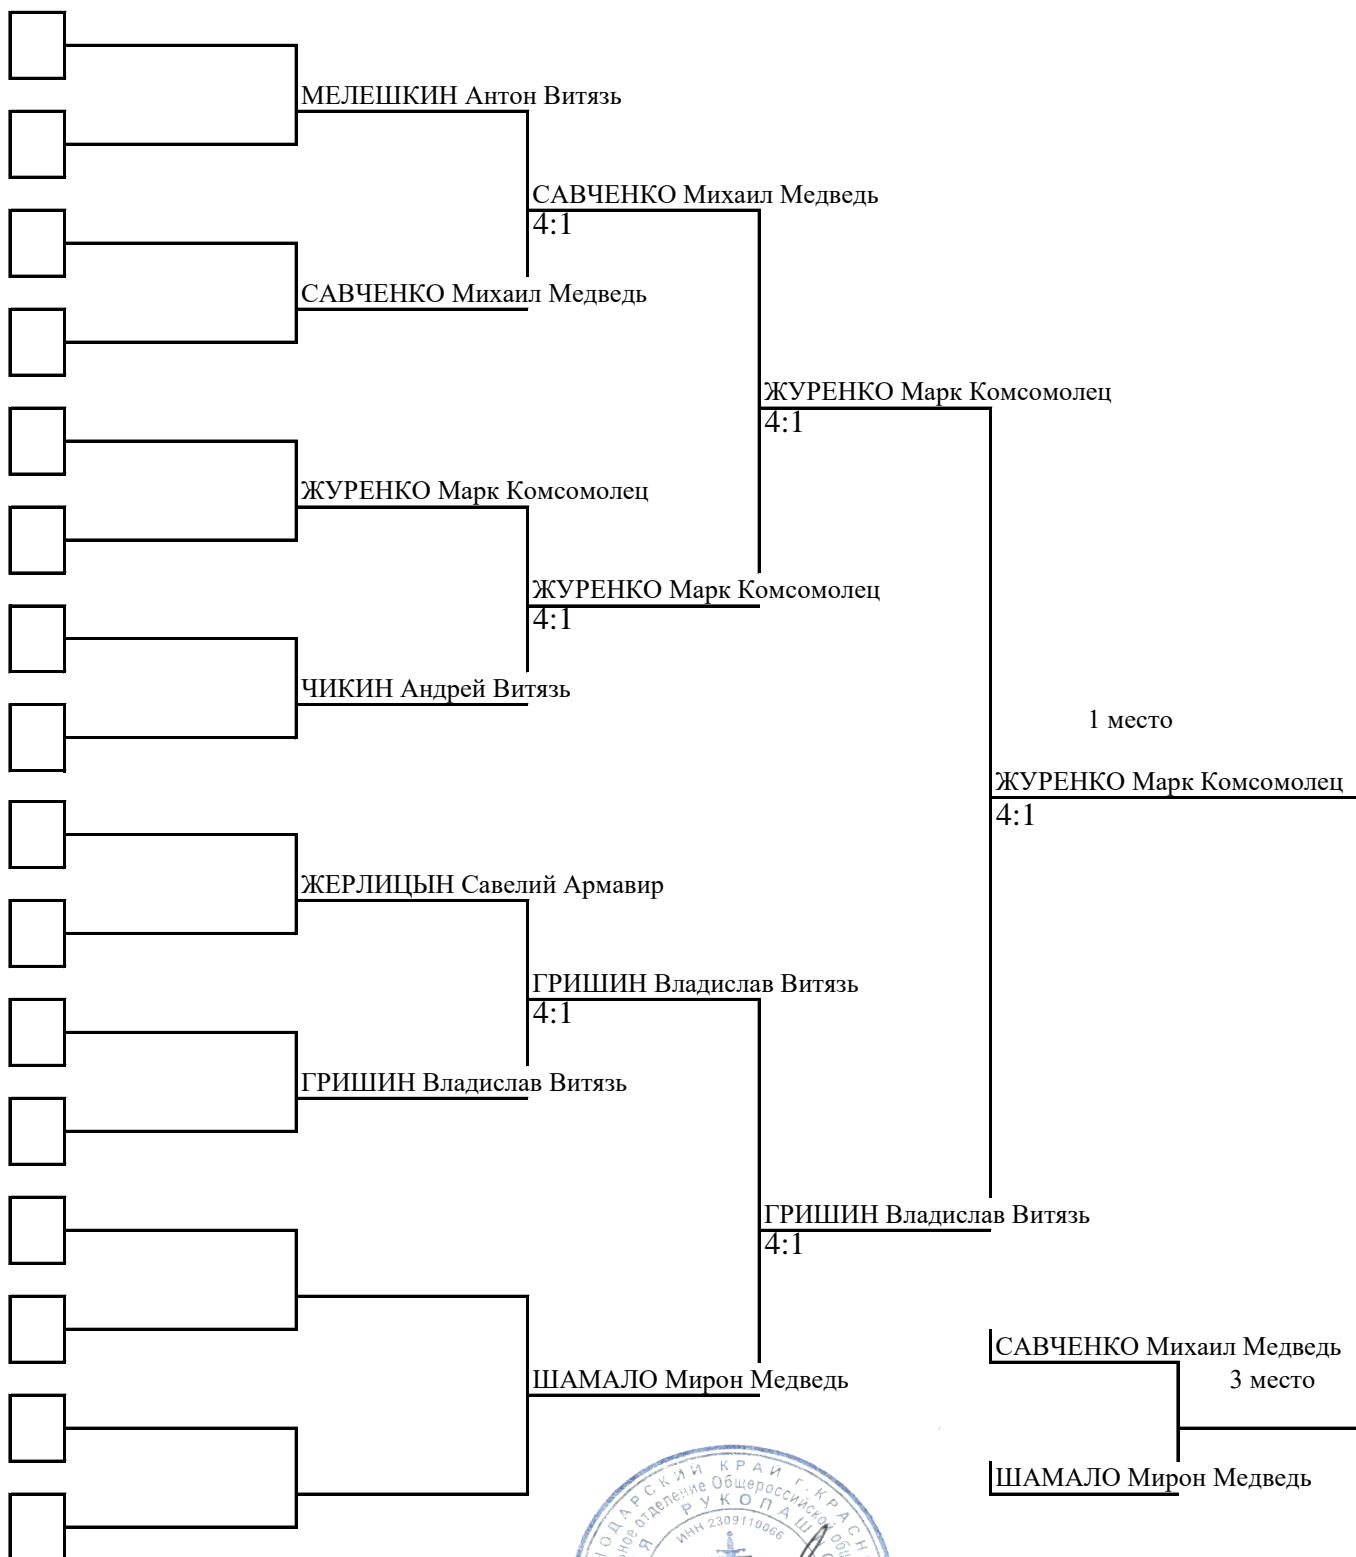 МЕЛЕШКИН Антон Витязь
САВЧЕНКО Михаил Медведь
4:1
САВЧЕНКО Михаил Медведь
ЖУРЕНКО Марк Комсомолец
4:1
ЖУРЕНКО Марк Комсомолец
ЖУРЕНКО Марк Комсомолец
4:1
ЧИКИН Андрей Витязь
1 место
ЖУРЕНКО Марк Комсомолец
4:1
ЖЕРЛИЦЫН Савелий Армавир
ГРИШИН Владислав Витязь
4:1
ГРИШИН Владислав Витязь
ГРИШИН Владислав Витязь
4:1
САВЧЕНКО Михаил Медведь
ШАМАЛО Мирон Медведь
3 место
ШАМАЛО Мирон Медведь
КРАЙ Г.
отделение Общероссийской
ИНН 2309110066